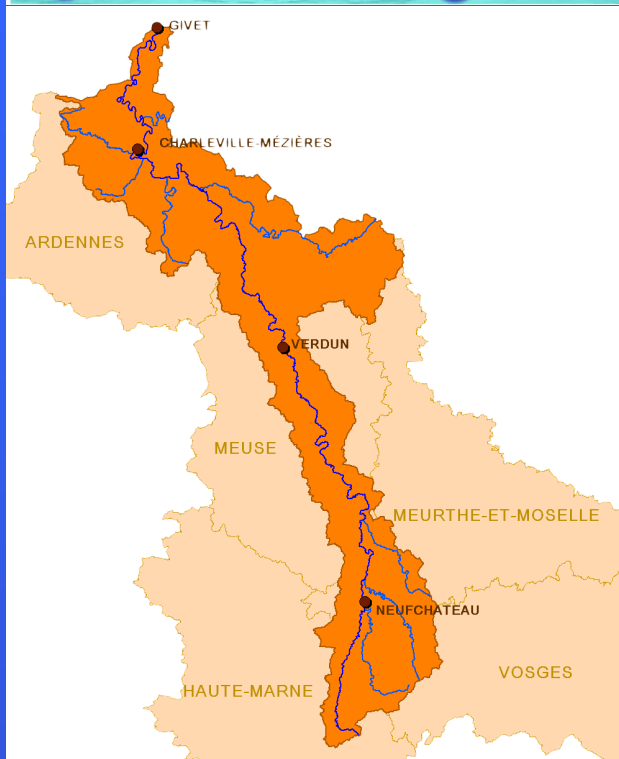 GIVET
CHARLEVILLE-MÉZIÈRES
ARDENNES
VERDUN
MEUSE
MEURTHE-ET-MOSELLE
NEUFCHATEAU
VOSGES
HAUTE-MARNE